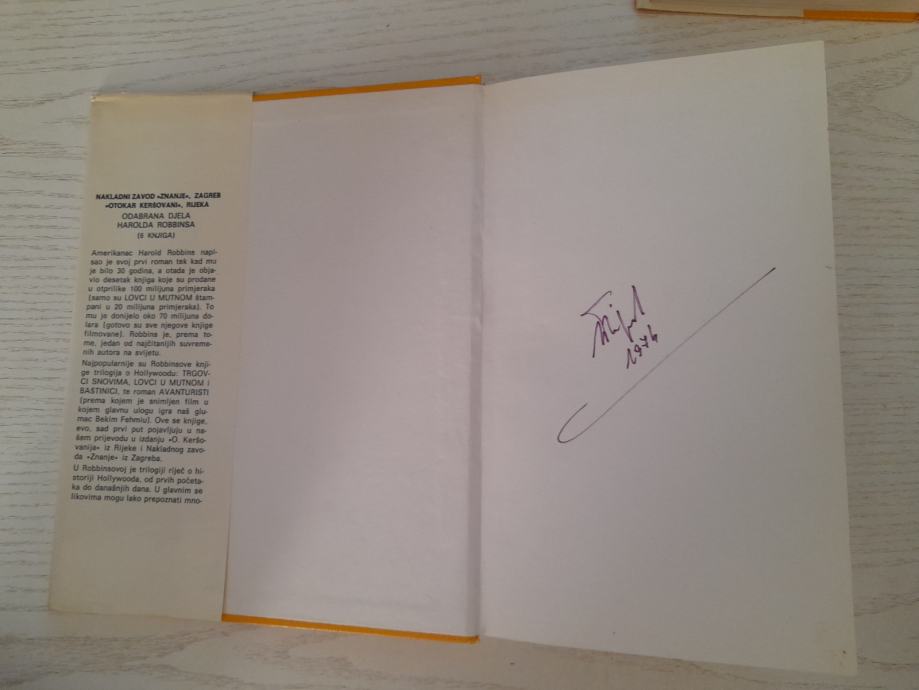 NAKLADNI ZAVOD »ZNANJE«, ZAGREB
»OTOKAR KERŠOVANI«, RIJEKA
ODABRANA DJELA
HAROLDA ROBBINSA
(6 KNJIGA)
Amerikanac Harold Robbins napi-
sao je svoj prvi roman tek kad mu
je bilo 30 godina, a otada je obja-
vio desetak knjiga koje su prodane
u otprilike 100 milijuna primjeraka
(samo su LOVCI U MUTNOM štam-
pani u 20 milijuna primjeraka). To
mu je donijelo oko 70 milijuna do-
lara (gotovo su sve njegove knjige
filmovane). Robbins je, prema to-
me, jedan od najčitanijih suvreme-
nih autora na svijetu.
Najpopularnije su Robbinsove knji-
ge trilogija o Hollywoodu: TRGOV-
CI SNOVIMA, LOVCI U MUTNOM i
BAŠTINICI, te roman AVANTURISTI
(prema kojem je snimljen film u
kojem glavnu ulogu igra naš glu-
mac Bekim Fehmiu). Ove se knjige,
evo, sad prvi put pojavljuju u na-
šem prijevodu u izdanju »O. Keršo-
vanija« iz Rijeke i Nakladnog zavo-
da »Znanje« iz Zagreba.
U Robbinsovoj je trilogiji riječ o hi-
storiji Hollywooda, od prvih početa-
ka do današnjih dana. U glavnim se
likovima mogu lako prepoznati mno-
1974